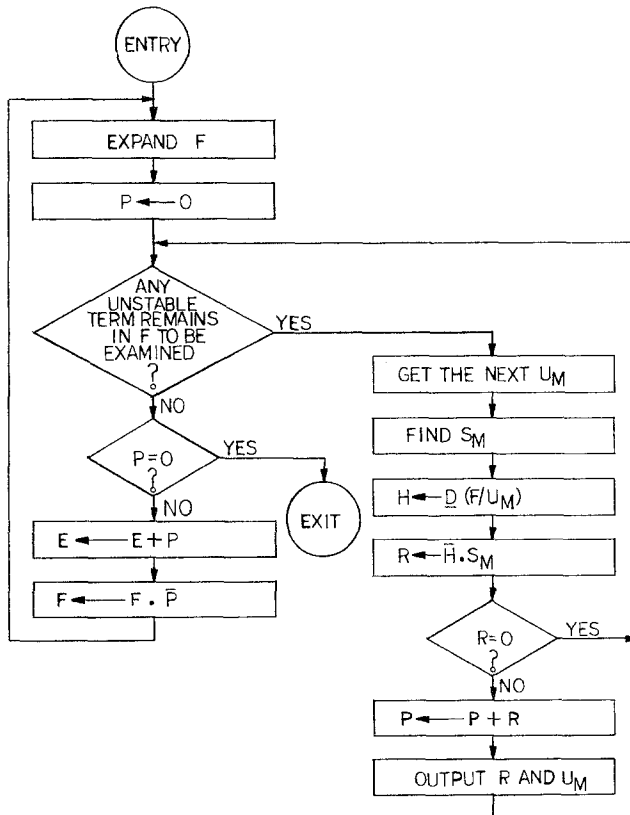 ENTRY
EXPAND F
P ← O
ANY
UNSTABLE
TERM REMAINS
IN F TO BE
EXAMINED
?
YES
NO
P=O
?
YES
NO
EXIT
E ← E+P
F ← F · P̄
GET THE NEXT U_M
FIND S_M
H ← D̲ (F/U_M)
R ← H̄·S_M
R=O
?
YES
NO
P ← P+R
OUTPUT R AND U_M